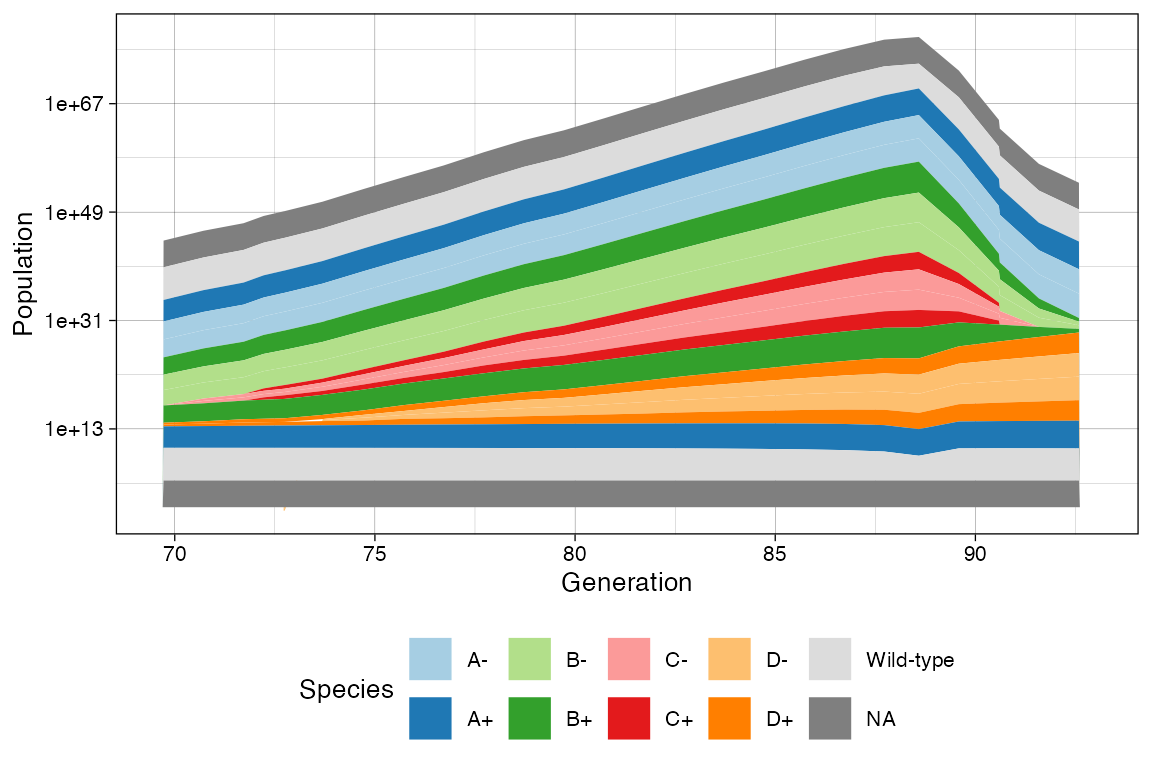 1e+67
1e+49
1e+31
1e+13
Population
70 75 80 85 90
Generation
Species
A- B- C- D- Wild-type
A+ B+ C+ D+ NA